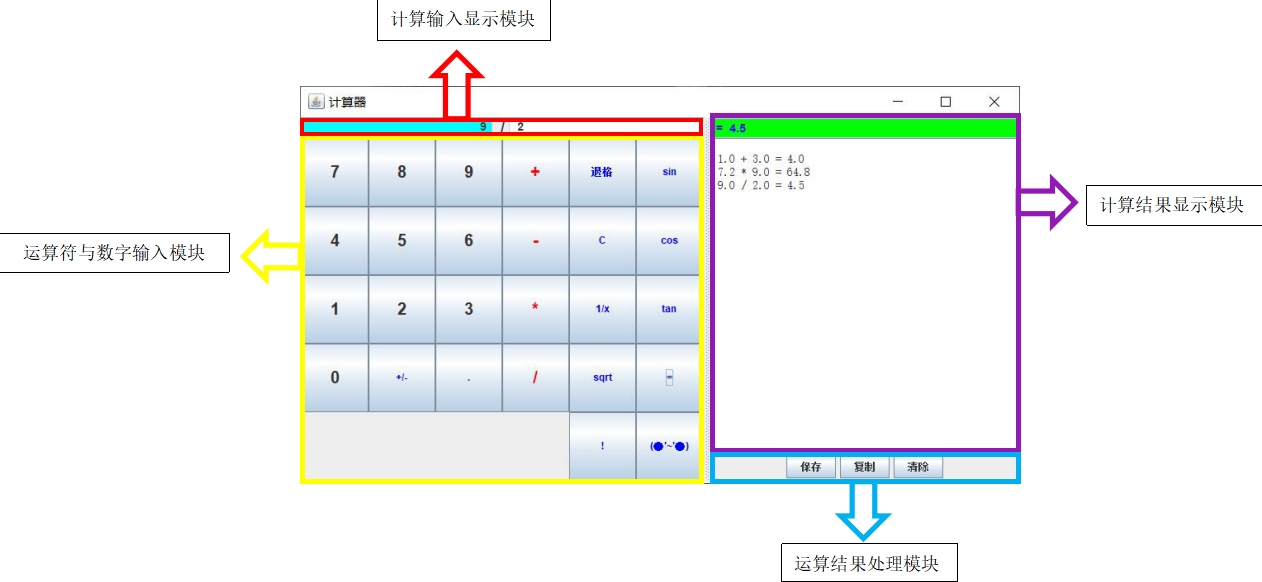 计算输入显示模块
计算器
9 / 2
= 4.5
7 8 9 + 退格 sin
1.0 + 3.0 = 4.0
7.2 * 9.0 = 64.8
9.0 / 2.0 = 4.5
计算结果显示模块
4 5 6 - C cos
运算符与数字输入模块
1 2 3 * 1/x tan
0 +/- . / sqrt =
! (●'~'●)
保存 复制 清除
运算结果处理模块